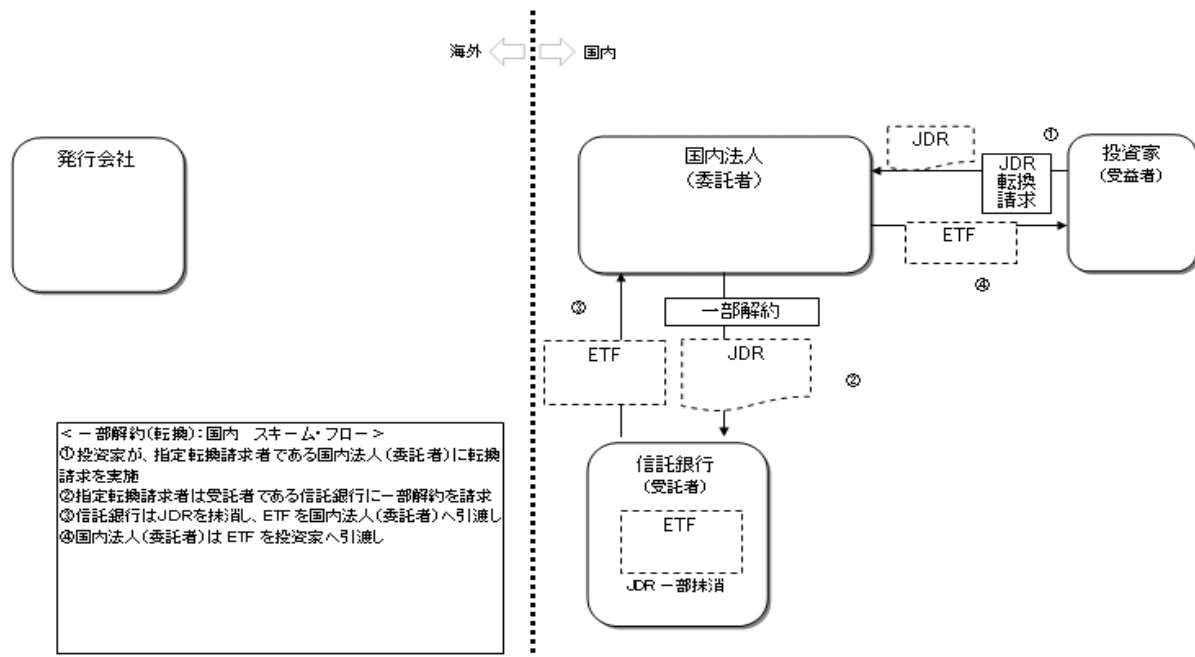 海外 国内
発行会社
国内法人
(委託者)
JDR
①
JDR
転換
請求
投資家
(受益者)
ETF
④
③
一部解約
ETF
JDR
②
信託銀行
(受託者)
ETF
JDR 一部抹消
<一部解約(転換):国内 スキーム・フロー>
①投資家が、指定転換請求者である国内法人(委託者)に転換
請求を実施
②指定転換請求者は受託者である信託銀行に一部解約を請求
③信託銀行はJDRを抹消し、ETFを国内法人(委託者)へ引渡し
④国内法人(委託者)は ETF を投資家へ引渡し